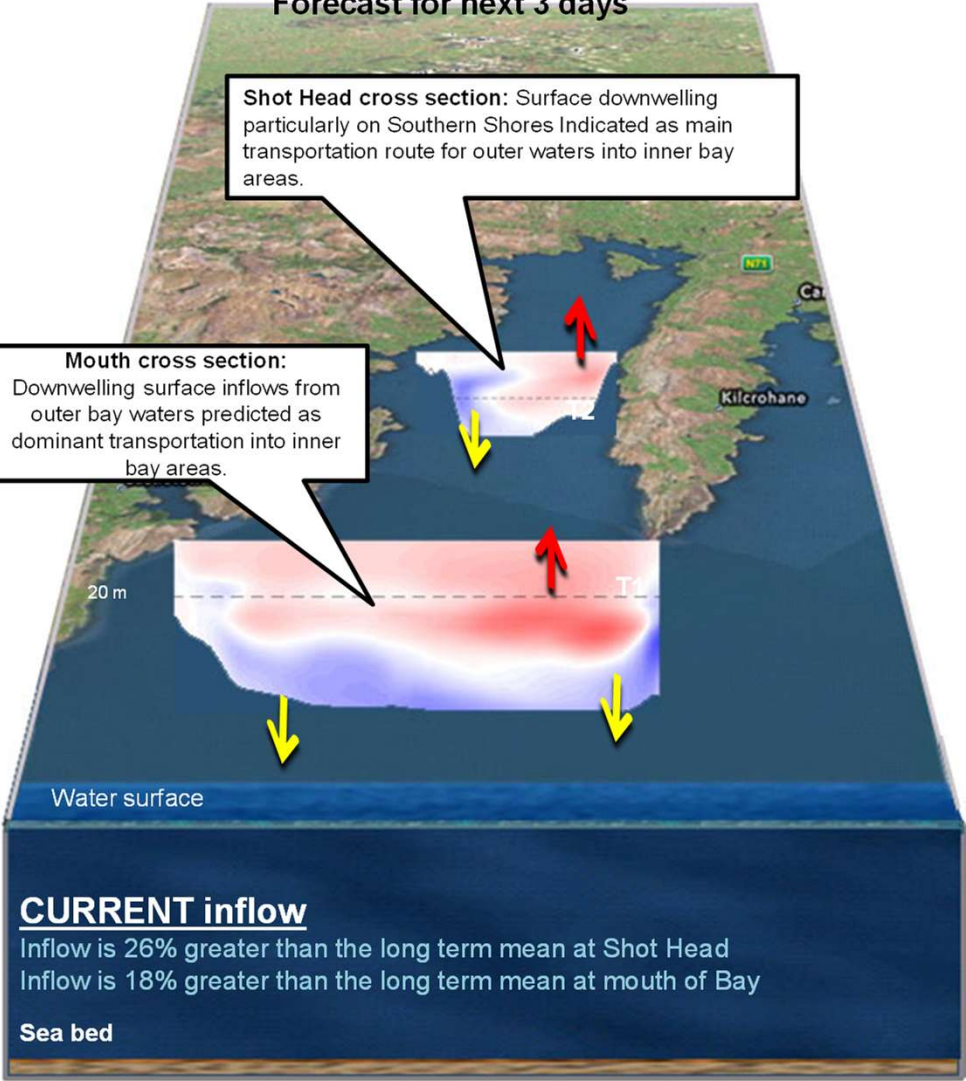 Forecast for next 3 days
Shot Head cross section: Surface downwelling
particularly on Southern Shores Indicated as main
transportation route for outer waters into inner bay
areas.
N71
Kilcrohane
T2
Mouth cross section:
Downwelling surface inflows from
outer bay waters predicted as
dominant transportation into inner
bay areas.
20 m
T1
Water surface
CURRENT inflow
Inflow is 26% greater than the long term mean at Shot Head
Inflow is 18% greater than the long term mean at mouth of Bay
Sea bed